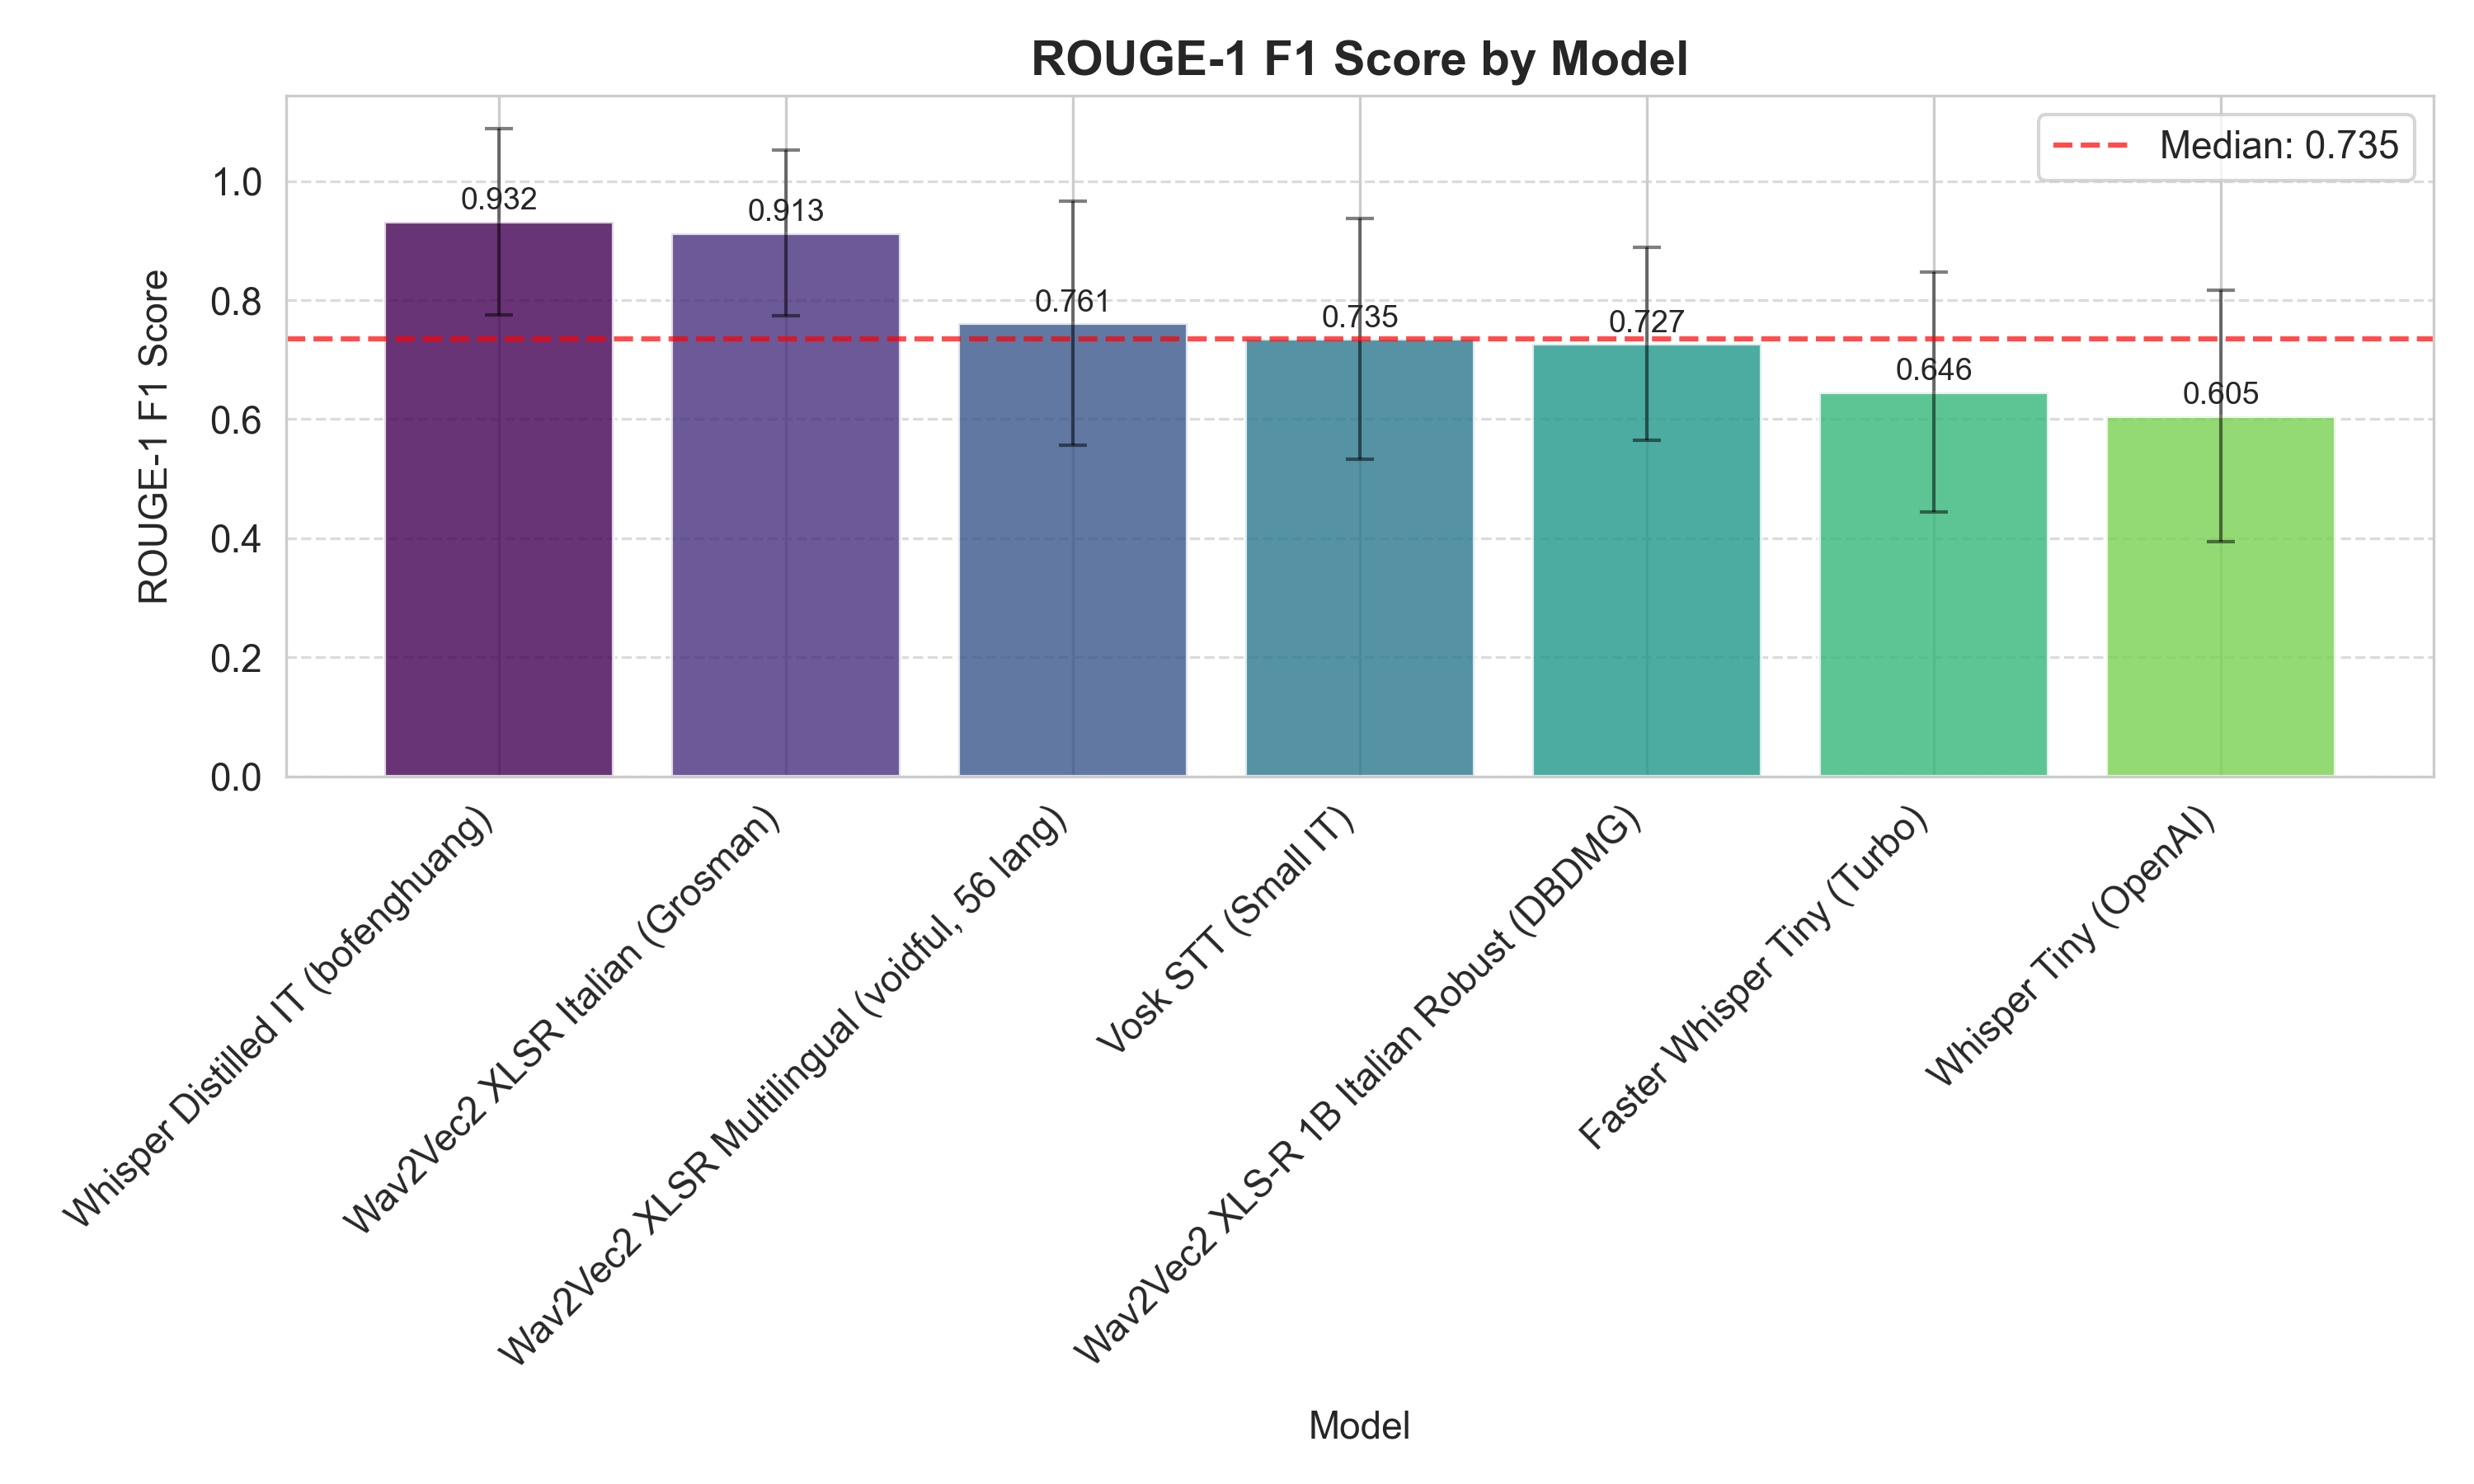 ROUGE-1 F1 Score by Model
Median: 0.735
ROUGE-1 F1 Score
1.0
0.8
0.6
0.4
0.2
0.0
0.932
0.913
0.761
0.735
0.727
0.646
0.605
Whisper Distilled IT (bofenghuang)
Wav2Vec2 XLSR Italian (Grosman)
Wav2Vec2 XLSR Multilingual (voidful, 56 lang)
Vosk STT (Small IT)
Wav2Vec2 XLS-R 1B Italian Robust (DBDMG)
Faster Whisper Tiny (Turbo)
Whisper Tiny (OpenAI)
Model